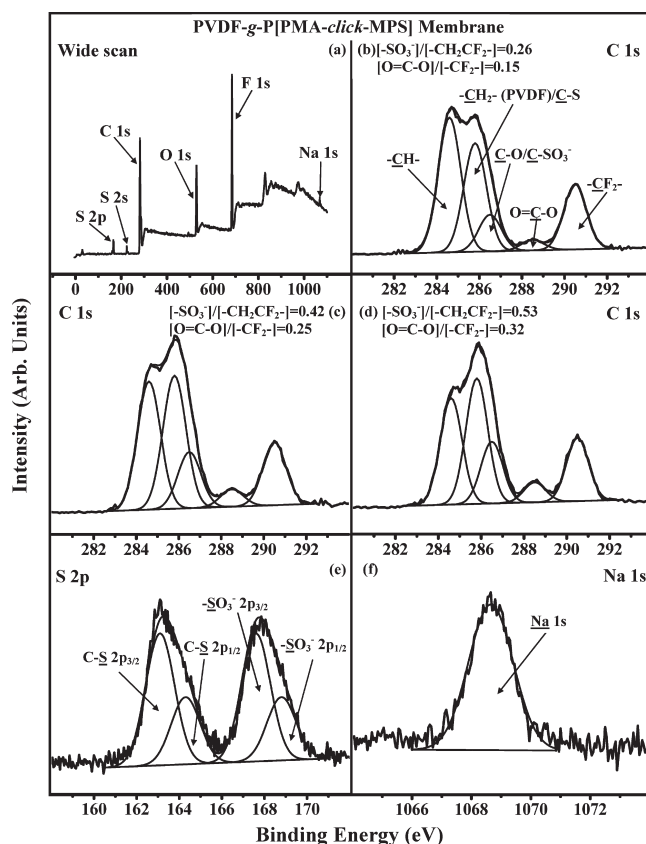 PVDF-g-P[PMA-click-MPS] Membrane
Wide scan (a)
F 1s
C 1s
O 1s
Na 1s
S 2s
S 2p
0 200 400 600 800 1000
(b)[-SO₃⁻]/[-CH₂CF₂-]=0.26
[O=C-O]/[-CF₂-]=0.15
C 1s
-CH₂- (PVDF)/C-S
-CH-
C-O/C-SO₃⁻
O=C-O
-CF₂-
282 284 286 288 290 292
C 1s
[-SO₃⁻]/[-CH₂CF₂-]=0.42 (c)
[O=C-O]/[-CF₂-]=0.25
282 284 286 288 290 292
(d) [-SO₃⁻]/[-CH₂CF₂-]=0.53
[O=C-O]/[-CF₂-]=0.32
C 1s
282 284 286 288 290 292
S 2p (e)
-SO₃⁻ 2p₃/₂
C-S 2p₁/₂
-SO₃⁻ 2p₁/₂
C-S 2p₃/₂
160 162 164 166 168 170
(f) Na 1s
Na 1s
1066 1068 1070 1072
Intensity (Arb. Units)
Binding Energy (eV)